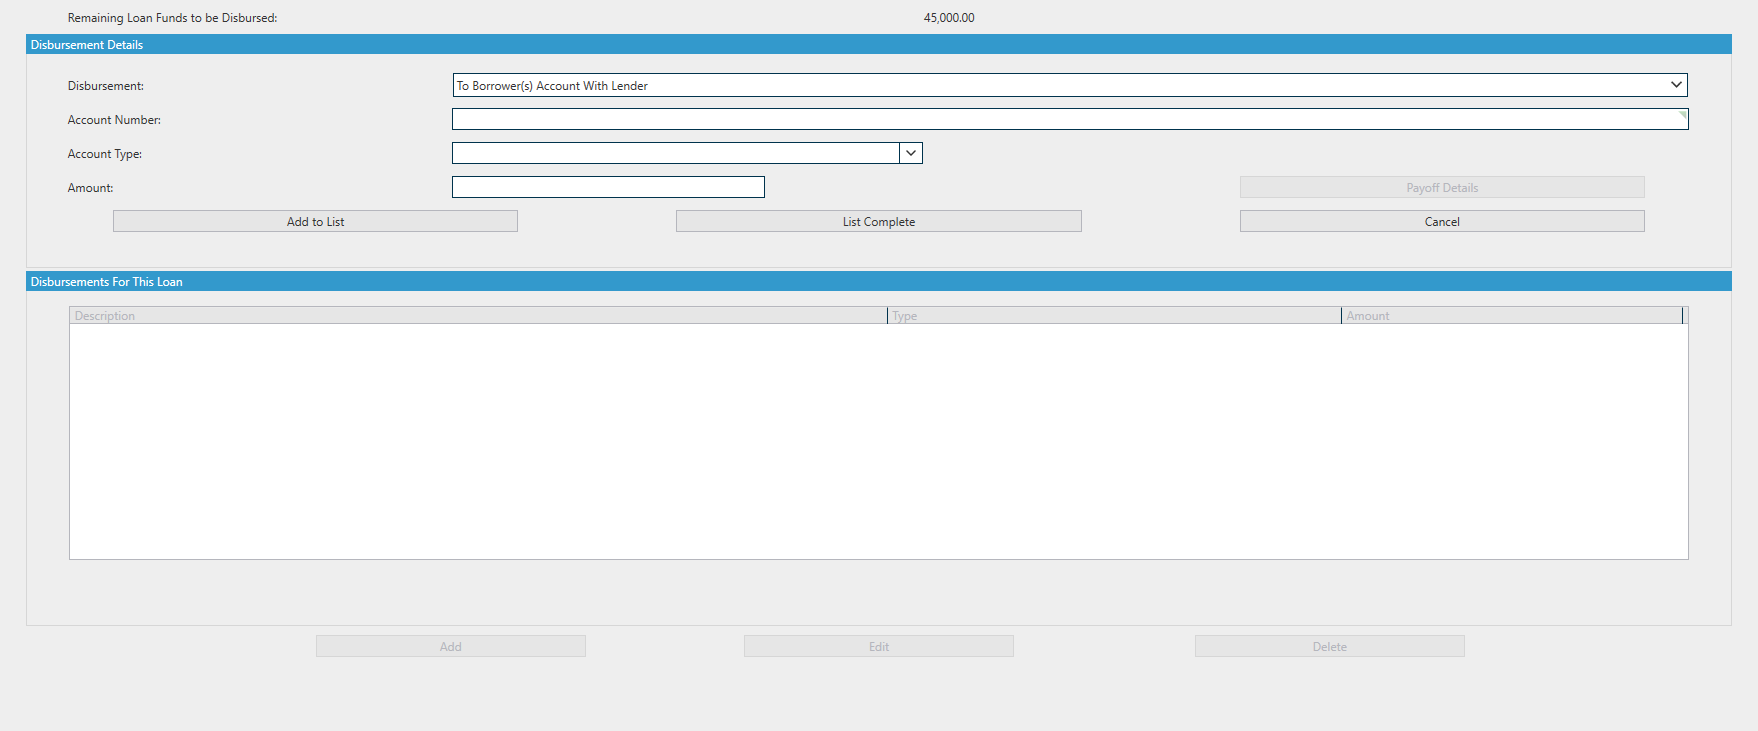 Remaining Loan Funds to be Disbursed: 45,000.00
Disbursement Details
Disbursement: To Borrower(s) Account With Lender
Account Number:
Account Type:
Amount: Payoff Details
Add to List List Complete Cancel
Disbursements For This Loan
Description Type Amount
Add Edit Delete